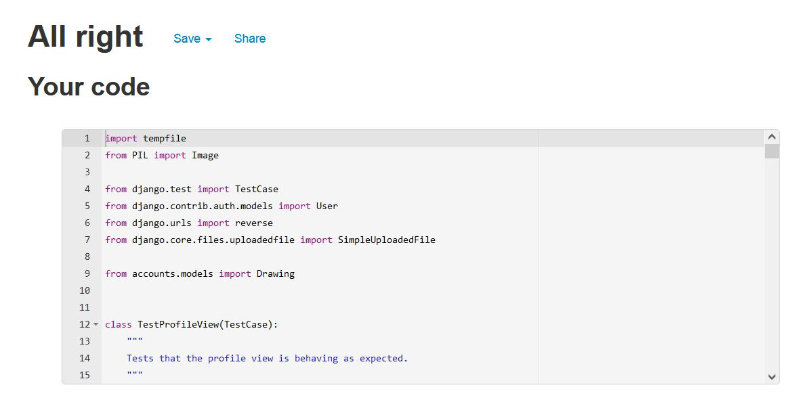 All right Save Share
Your code
1 import tempfile
2 from PIL import Image
3
4 from django.test import TestCase
5 from django.contrib.auth.models import User
6 from django.urls import reverse
7 from django.core.files.uploadedfile import SimpleUploadedFile
8
9 from accounts.models import Drawing
10
11
12 class TestProfileView(TestCase):
13 """
14 Tests that the profile view is behaving as expected.
15 """